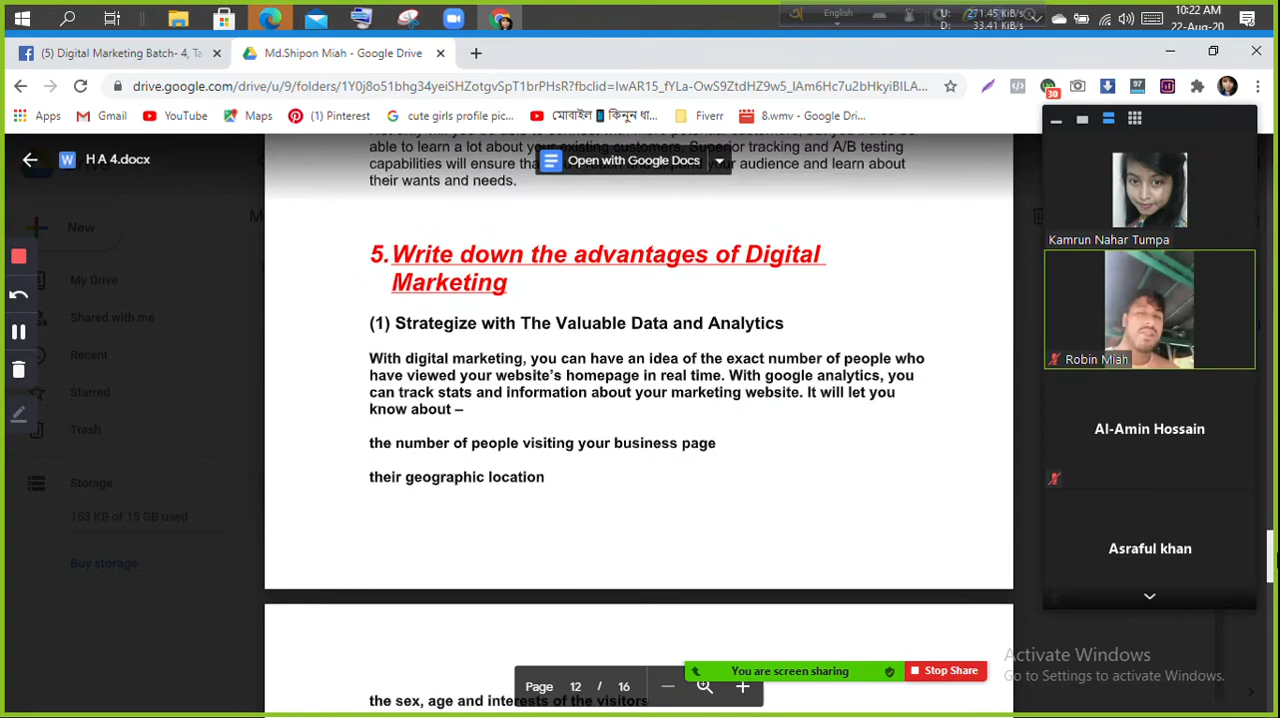 English
U: 271.45 KiB/s
D: 33.41 KiB/s
10:22 AM
22-Aug-20
(5) Digital Marketing Batch- 4, Ta
Md.Shipon Miah - Google Drive
drive.google.com/drive/u/9/folders/1Y0j8o51bhg34yeiSHZotgvSpT1brPHsR?fbclid=IwAR15_fYLa-OwS9ZtdHZ9w5_lAm6Hc7u2bHkyiBILA...
30
97
Apps
Gmail
YouTube
Maps
(1) Pinterest
cute girls profile pic...
মোবাইল
কিনুন ধা...
Fiverr
8.wmv - Google Dri...
H A 4.docx
Open with Google Docs
able to learn a lot about your existing customers. Superior tracking and A/B testing
capabilities will ensure
your audience and learn about
their wants and needs.
New
My Drive
Shared with me
Recent
Starred
Trash
Storage
153 KB of 15 GB used
Buy storage
5. Write down the advantages of Digital
Marketing
(1) Strategize with The Valuable Data and Analytics
With digital marketing, you can have an idea of the exact number of people who
have viewed your website’s homepage in real time. With google analytics, you
can track stats and information about your marketing website. It will let you
know about –
the number of people visiting your business page
their geographic location
the sex, age and interests of the visitors
Page 12 / 16
You are screen sharing
Stop Share
Kamrun Nahar Tumpa
Robin Miah
Al-Amin Hossain
Asraful khan
Activate Windows
Go to Settings to activate Windows.